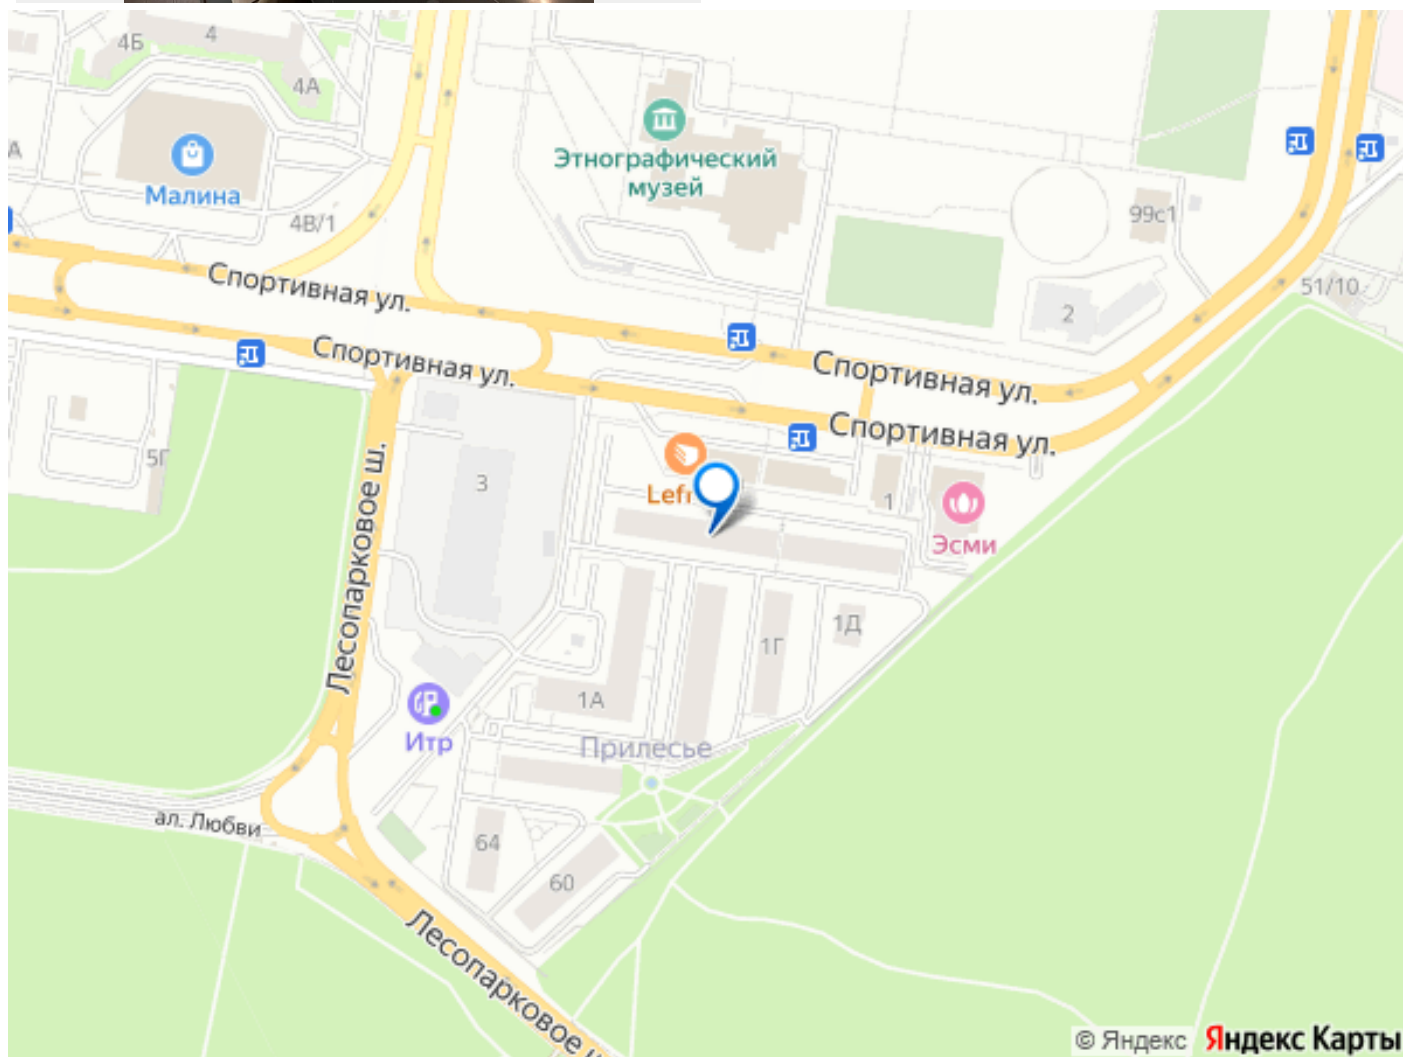 4Б
4
4А
А
Малина
4В/1
Этнографический
музей
99с1
51/10
2
Спортивная ул.
Спортивная ул.
Спортивная ул.
Спортивная ул.
5Г
3
1
Эсми
Лесопарковое ш.
1Д
1Г
1А
Итр
Прилесье
ал. Любви
64
60
Лесопарковое
© Яндекс Яндекс Карты